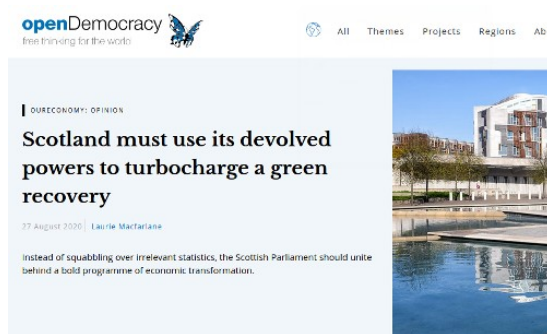 openDemocracy
free thinking for the world
All Themes Projects Regions Ab
OURECONOMY: OPINION
Scotland must use its devolved
powers to turbocharge a green
recovery
27 August 2020 Laurie Macfarlane
Instead of squabbling over irrelevant statistics, the Scottish Parliament should unite
behind a bold programme of economic transformation.